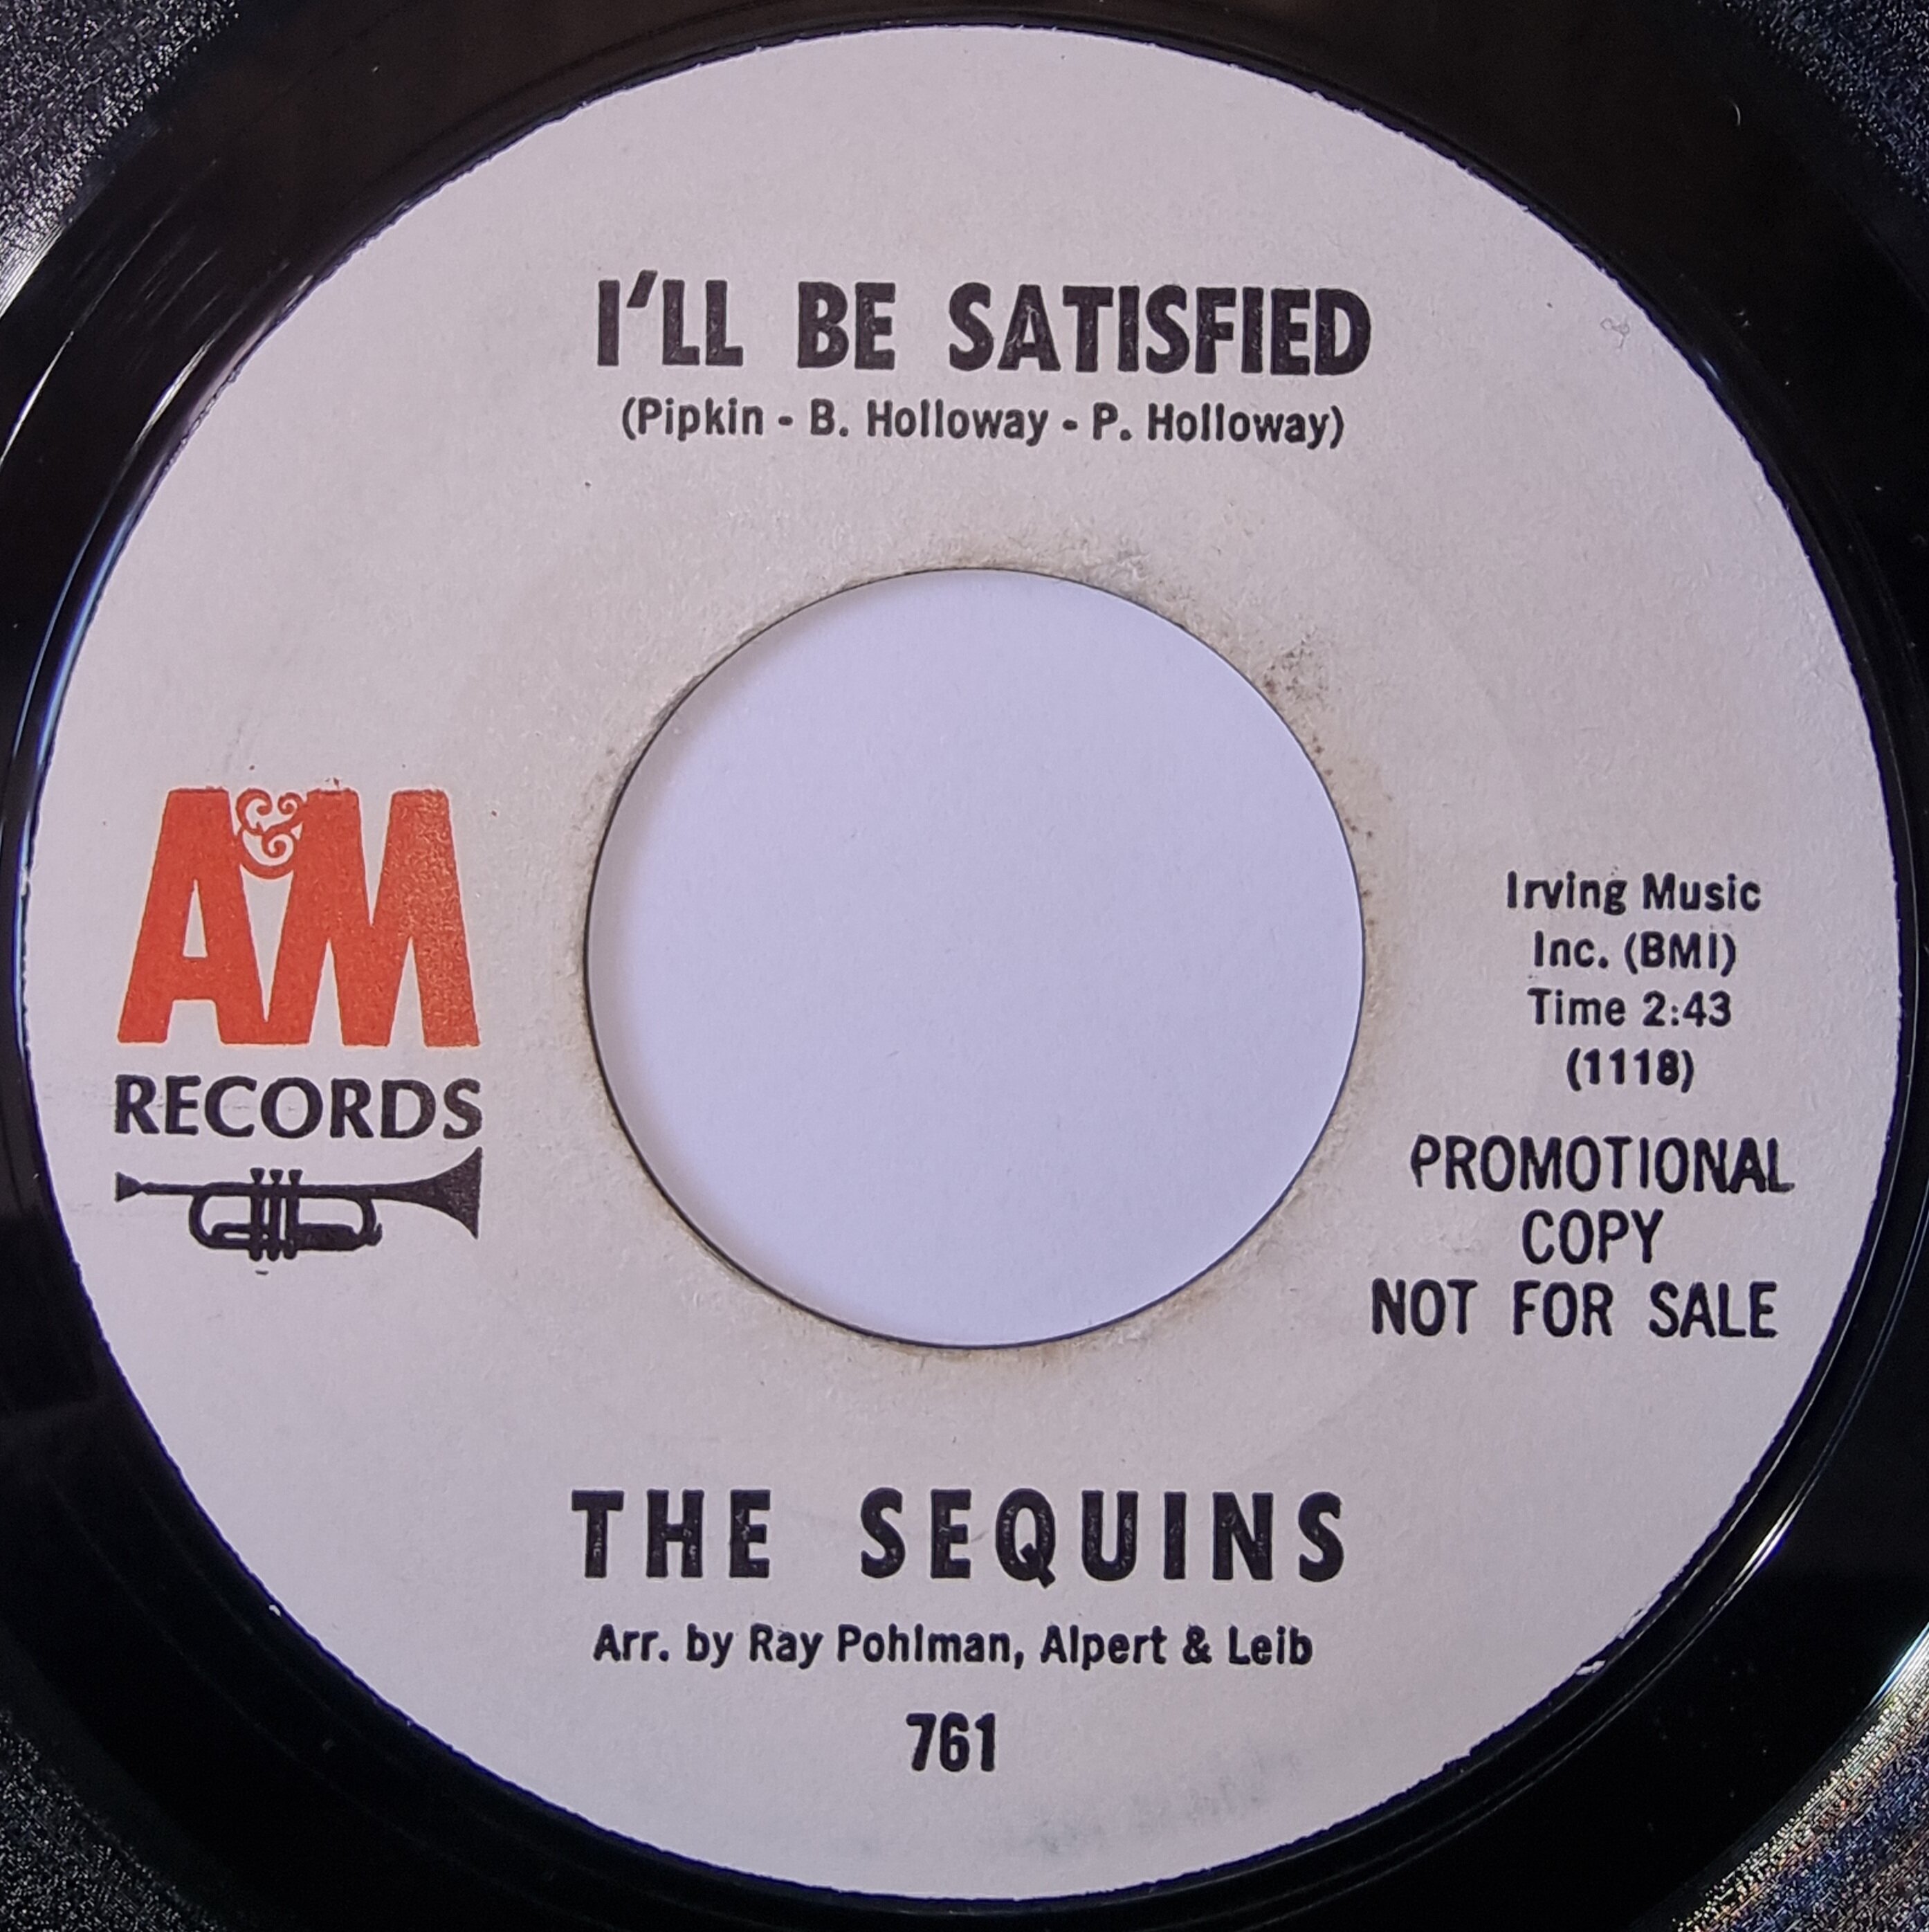 I'LL BE SATISFIED
(Pipkin - B. Holloway - P. Holloway)
A&M
RECORDS
Irving Music
Inc. (BMI)
Time 2:43
(1118)
PROMOTIONAL
COPY
NOT FOR SALE
THE SEQUINS
Arr. by Ray Pohlman, Alpert & Leib
761